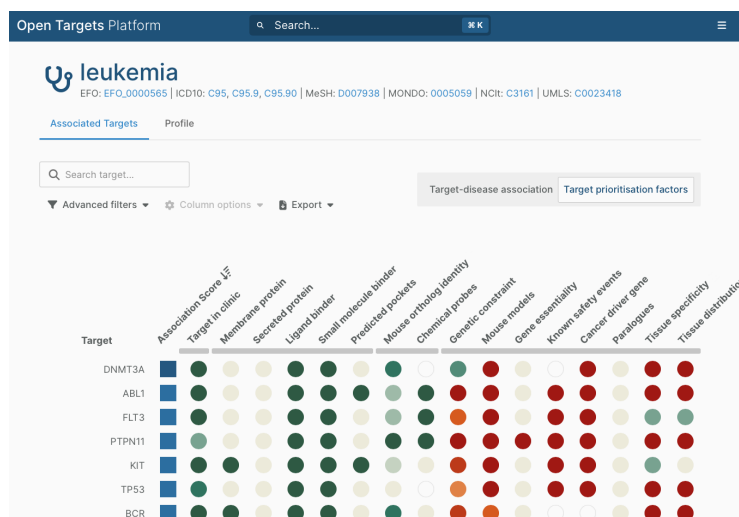 Open Targets Platform
Search...
⌘ K
leukemia
EFO: EFO_0000565 | ICD10: C95, C95.9, C95.90 | MeSH: D007938 | MONDO: 0005059 | NCIt: C3161 | UMLS: C0023418
Associated Targets
Profile
Search target...
Target-disease association
Target prioritisation factors
Advanced filters
Column options
Export
Target
Association Score
Target in clinic
Membrane protein
Secreted protein
Ligand binder
Small molecule binder
Predicted pockets
Mouse ortholog identity
Chemical probes
Genetic constraint
Mouse models
Gene essentiality
Known safety events
Cancer driver gene
Paralogues
Tissue specificity
Tissue distributio
DNMT3A
ABL1
FLT3
PTPN11
KIT
TP53
BCR